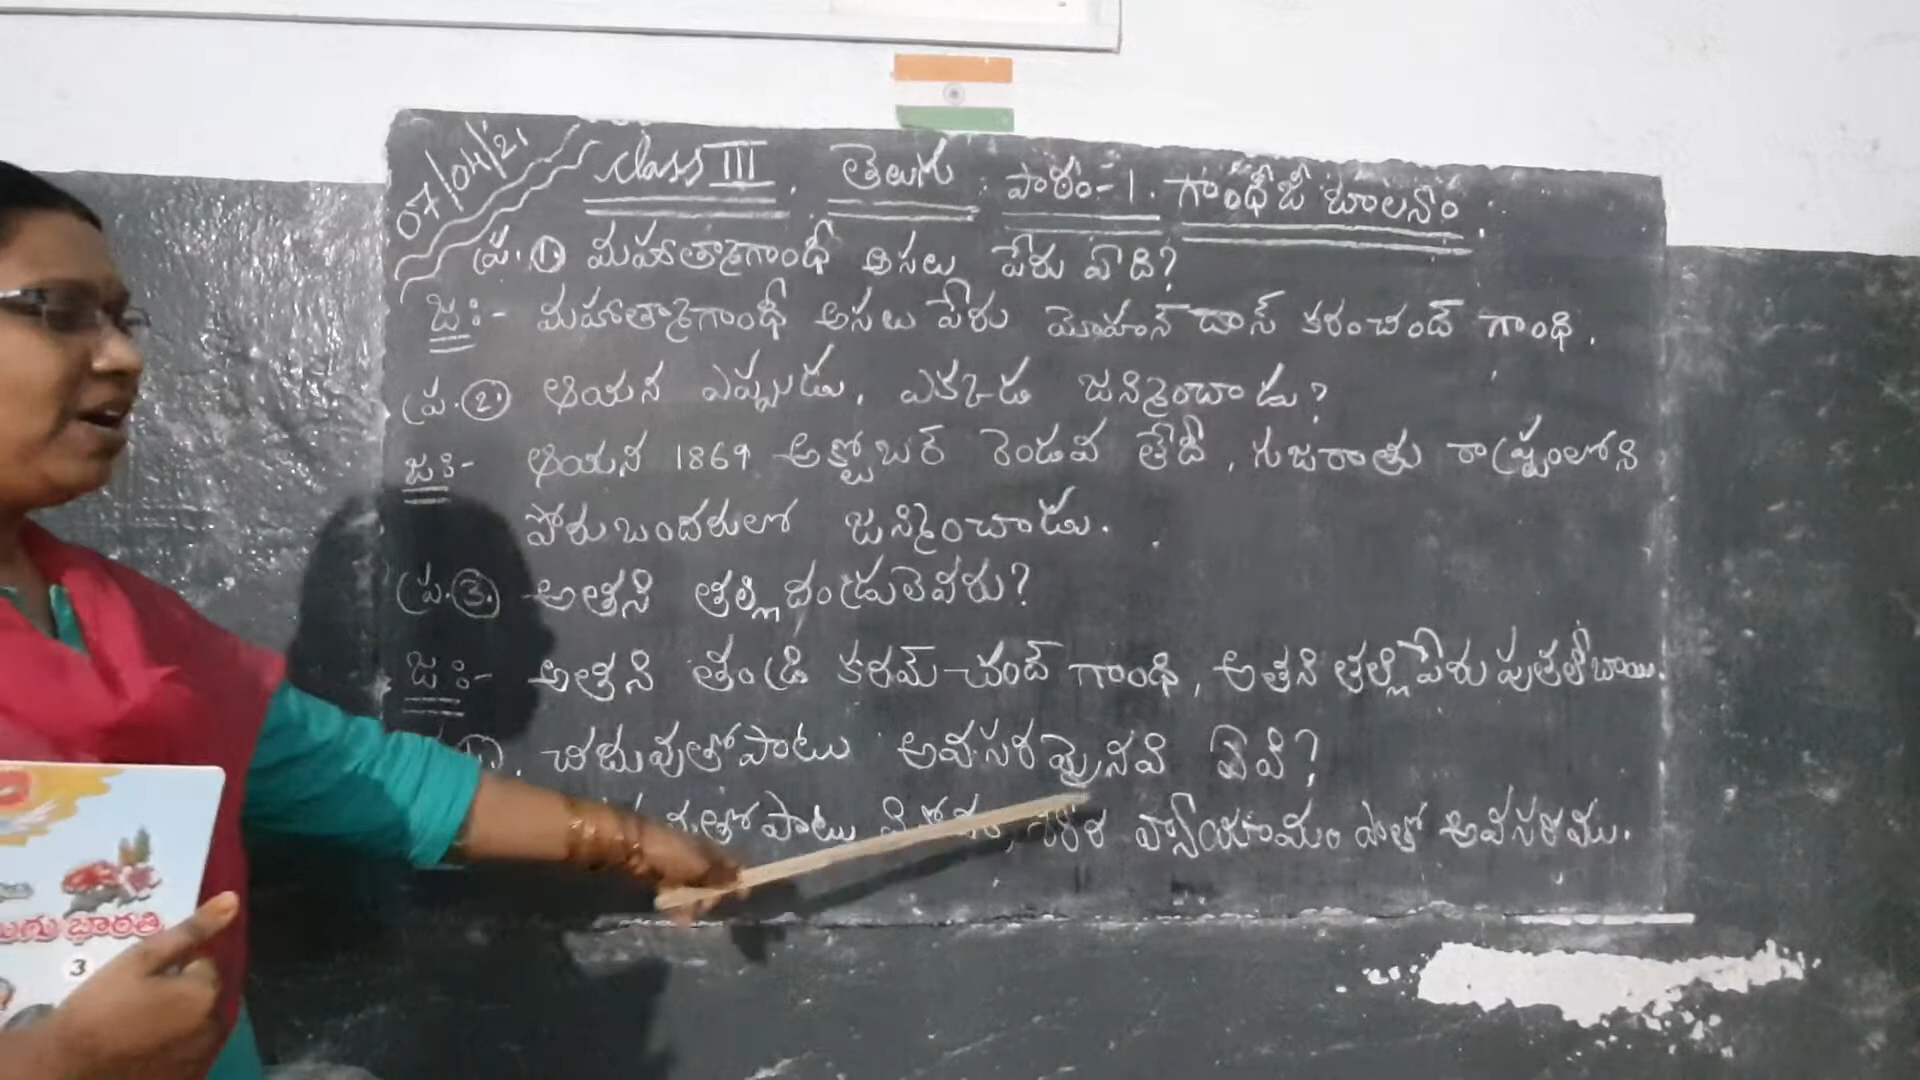 07/04/21
Class III. తెలుగు. పాఠం-1. గాంధీజీ బాల్యం.
ప్ర.① మహాత్మాగాంధీ అసలు పేరు ఏది?
జ:- మహాత్మాగాంధీ అసలు పేరు మోహన్ దాస్ కరంచంద్ గాంధి.
ప్ర.② ఆయన ఎప్పుడు, ఎక్కడ జన్మించాడు?
జ:- ఆయన 1869 అక్టోబర్ రెండవ తేదీ, గుజరాతు రాష్ట్రంలోని
పోరుబందరులో జన్మించాడు.
ప్ర.③. అతని తల్లిదండ్రులెవరు?
జ:- అతని తండ్రి కరమ్-చంద్ గాంధి, అతని తల్లి పేరు పుతలీబాయి.
చదువుతోపాటు అవసరమైనవి ఏవి?
వ్యాయామం ఎంతో అవసరము.
భారతి
3